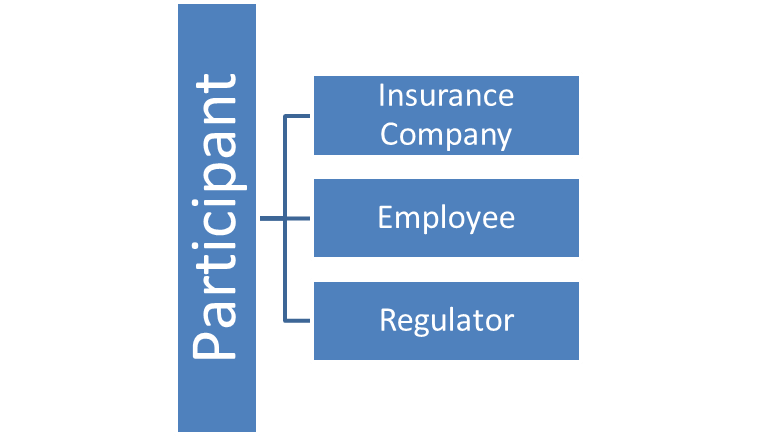 Participant
Insurance
Company
Employee
Regulator